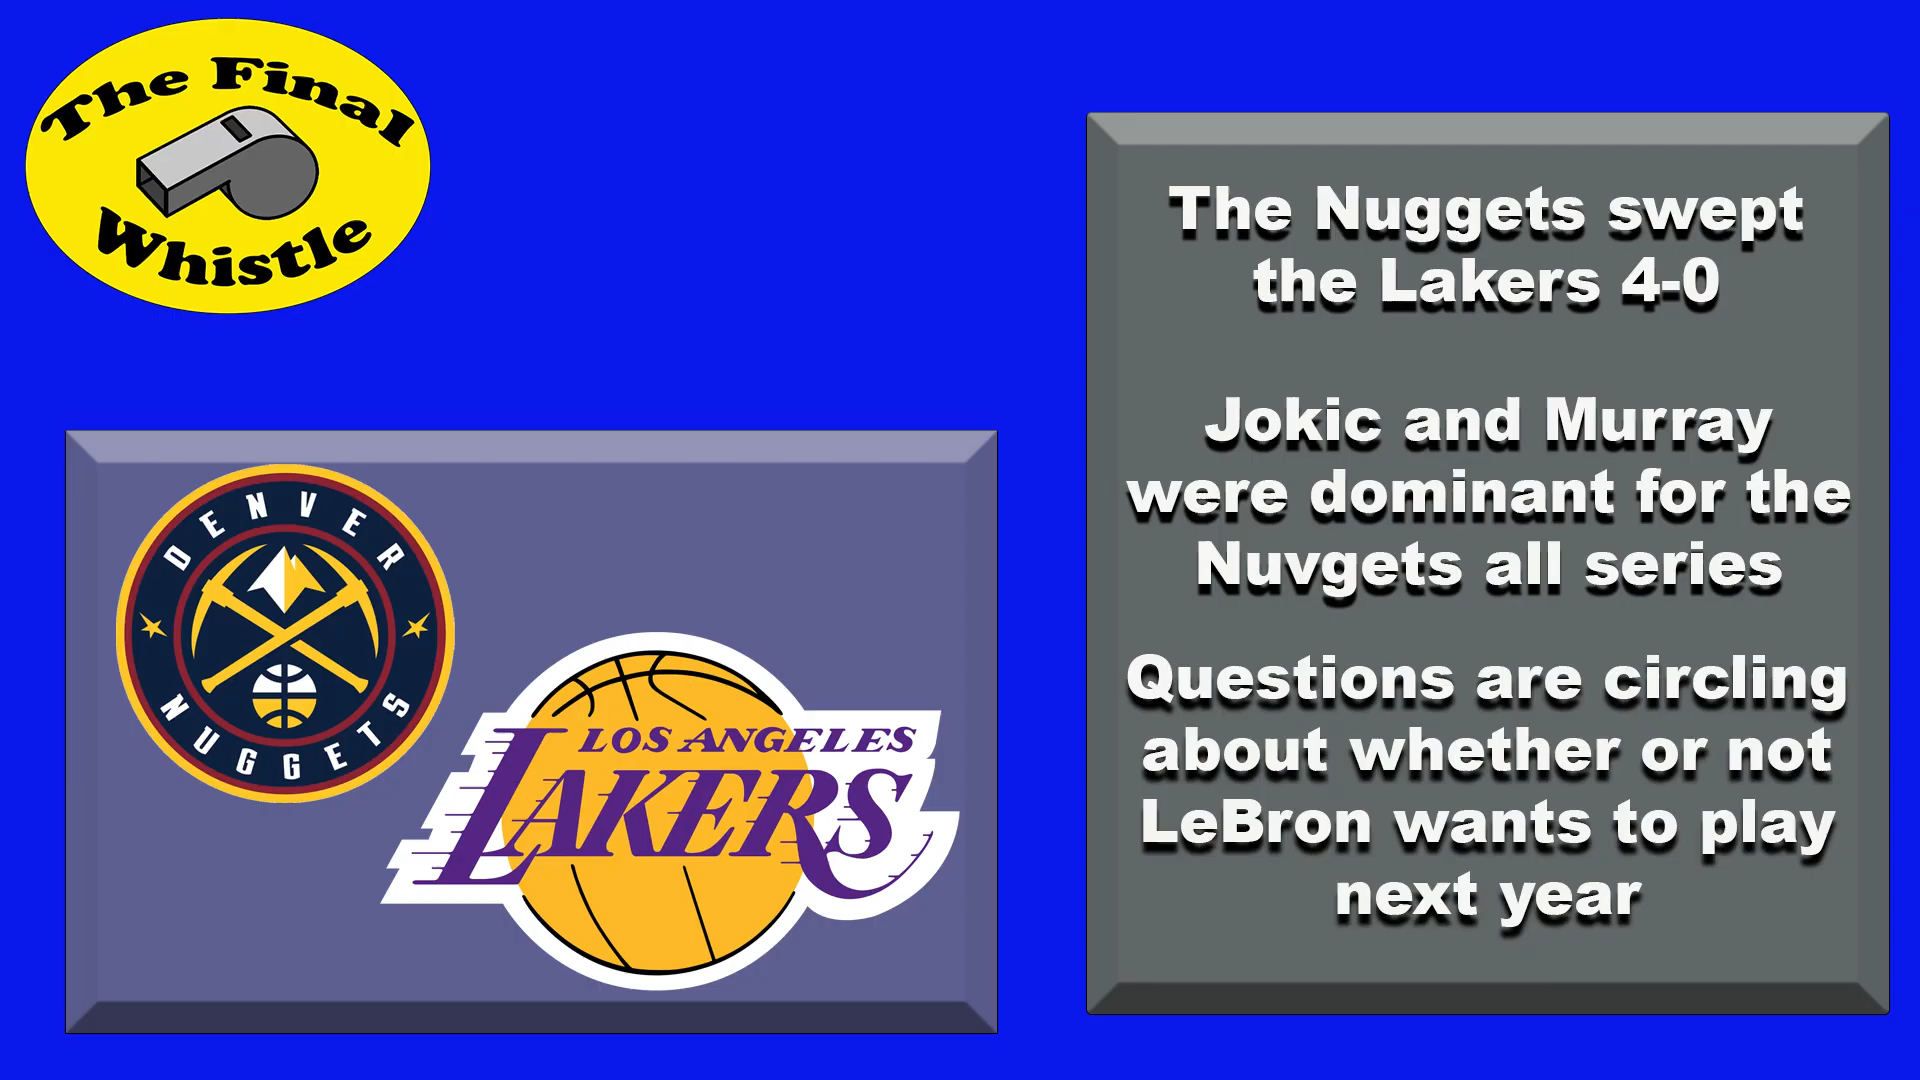 The Final
Whistle
DENVER
NUGGETS
LOS ANGELES
LAKERS
The Nuggets swept
the Lakers 4-0
Jokic and Murray
were dominant for the
Nuvgets all series
Questions are circling
about whether or not
LeBron wants to play
next year